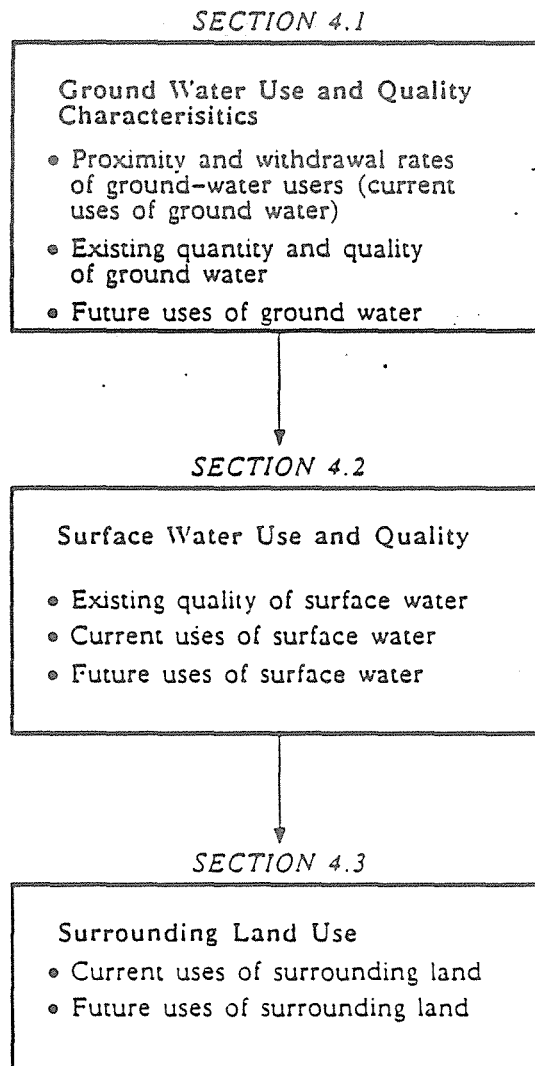 SECTION 4.1
Ground Water Use and Quality
Characterisitics
• Proximity and withdrawal rates
of ground-water users (current
uses of ground water)
• Existing quantity and quality
of ground water
• Future uses of ground water
SECTION 4.2
Surface Water Use and Quality
• Existing quality of surface water
• Current uses of surface water
• Future uses of surface water
SECTION 4.3
Surrounding Land Use
• Current uses of surrounding land
• Future uses of surrounding land